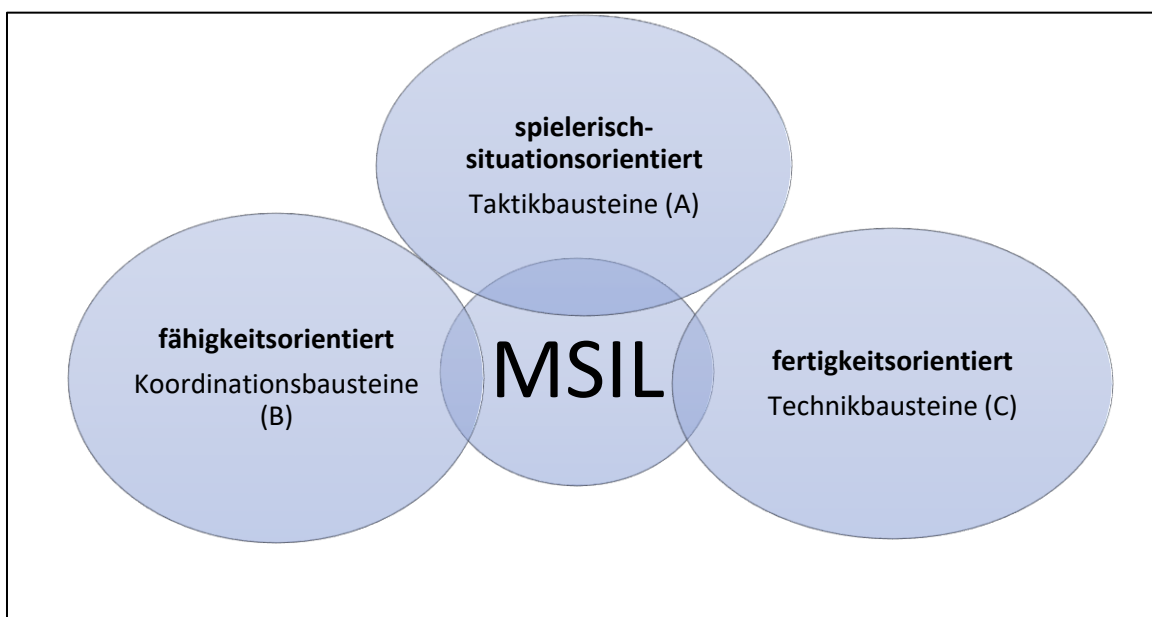 spielerisch-
situationsorientiert
Taktikbausteine (A)
fähigkeitsorientiert
Koordinationsbausteine
(B)
MSIL
fertigkeitsorientiert
Technikbausteine (C)